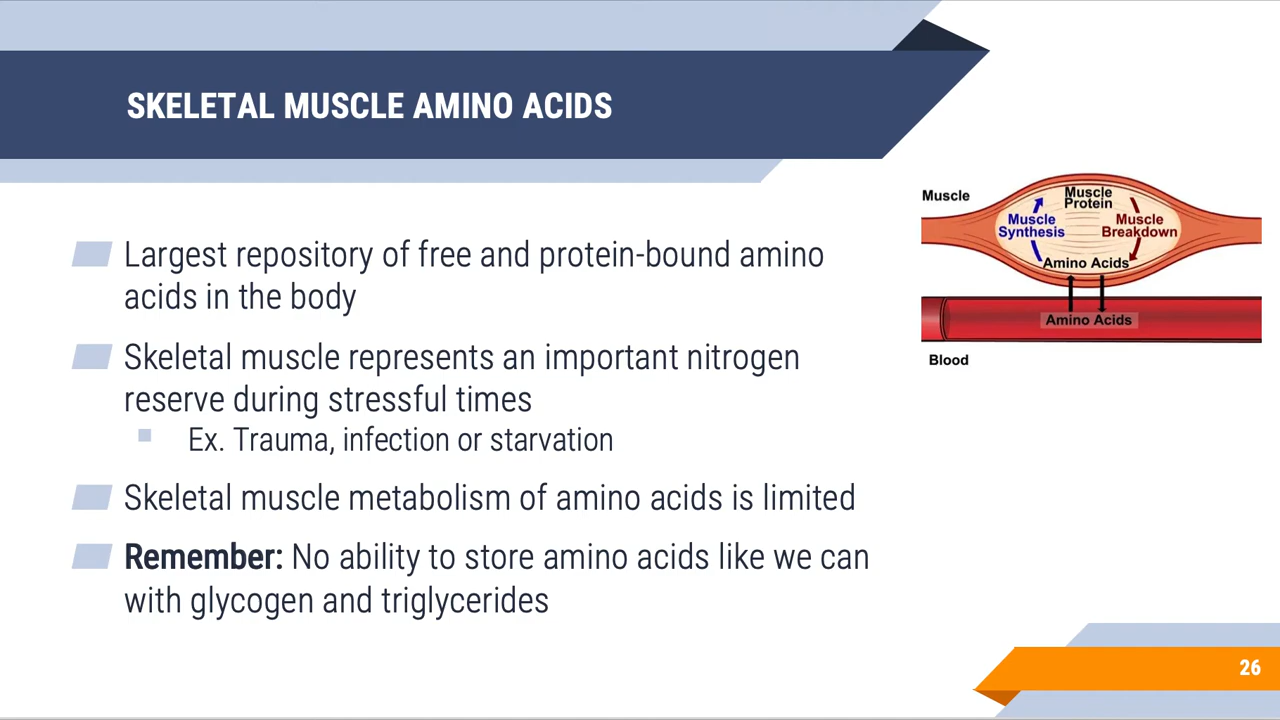 SKELETAL MUSCLE AMINO ACIDS
Largest repository of free and protein-bound amino
acids in the body
Skeletal muscle represents an important nitrogen
reserve during stressful times
Ex. Trauma, infection or starvation
Skeletal muscle metabolism of amino acids is limited
Remember: No ability to store amino acids like we can
with glycogen and triglycerides
Muscle
Muscle
Protein
Muscle
Synthesis
Muscle
Breakdown
Amino Acids
Amino Acids
Blood
26